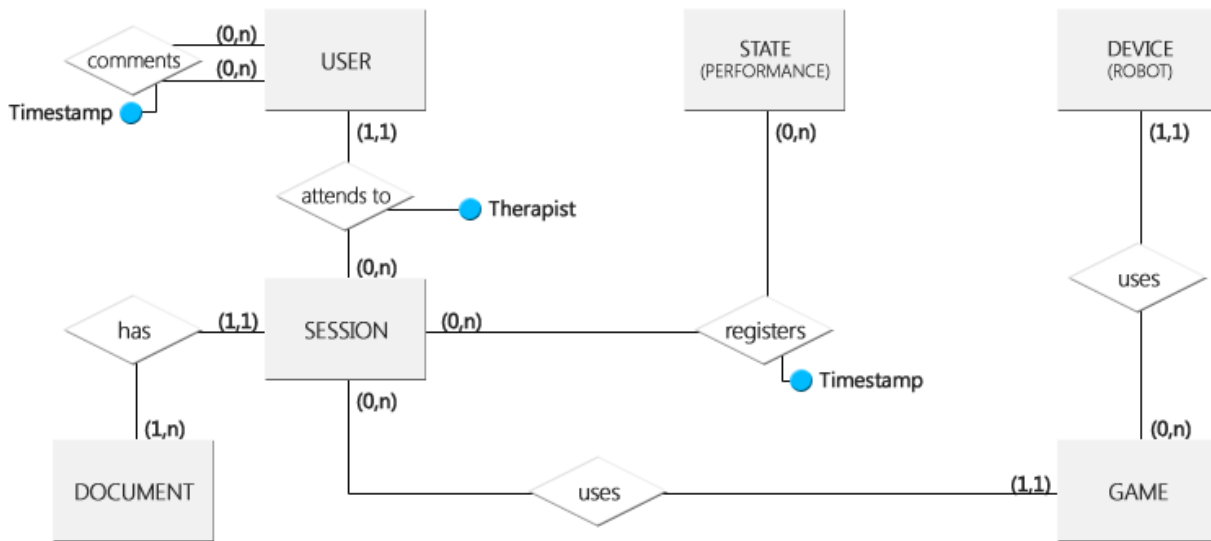 (0,n)
comments
(0,n)
Timestamp
USER
(1,1)
attends to
Therapist
(0,n)
STATE
(PERFORMANCE)
(0,n)
DEVICE
(ROBOT)
(1,1)
uses
(0,n)
has
(1,1)
SESSION
(0,n)
registers
Timestamp
(0,n)
(1,n)
DOCUMENT
uses
(1,1)
GAME